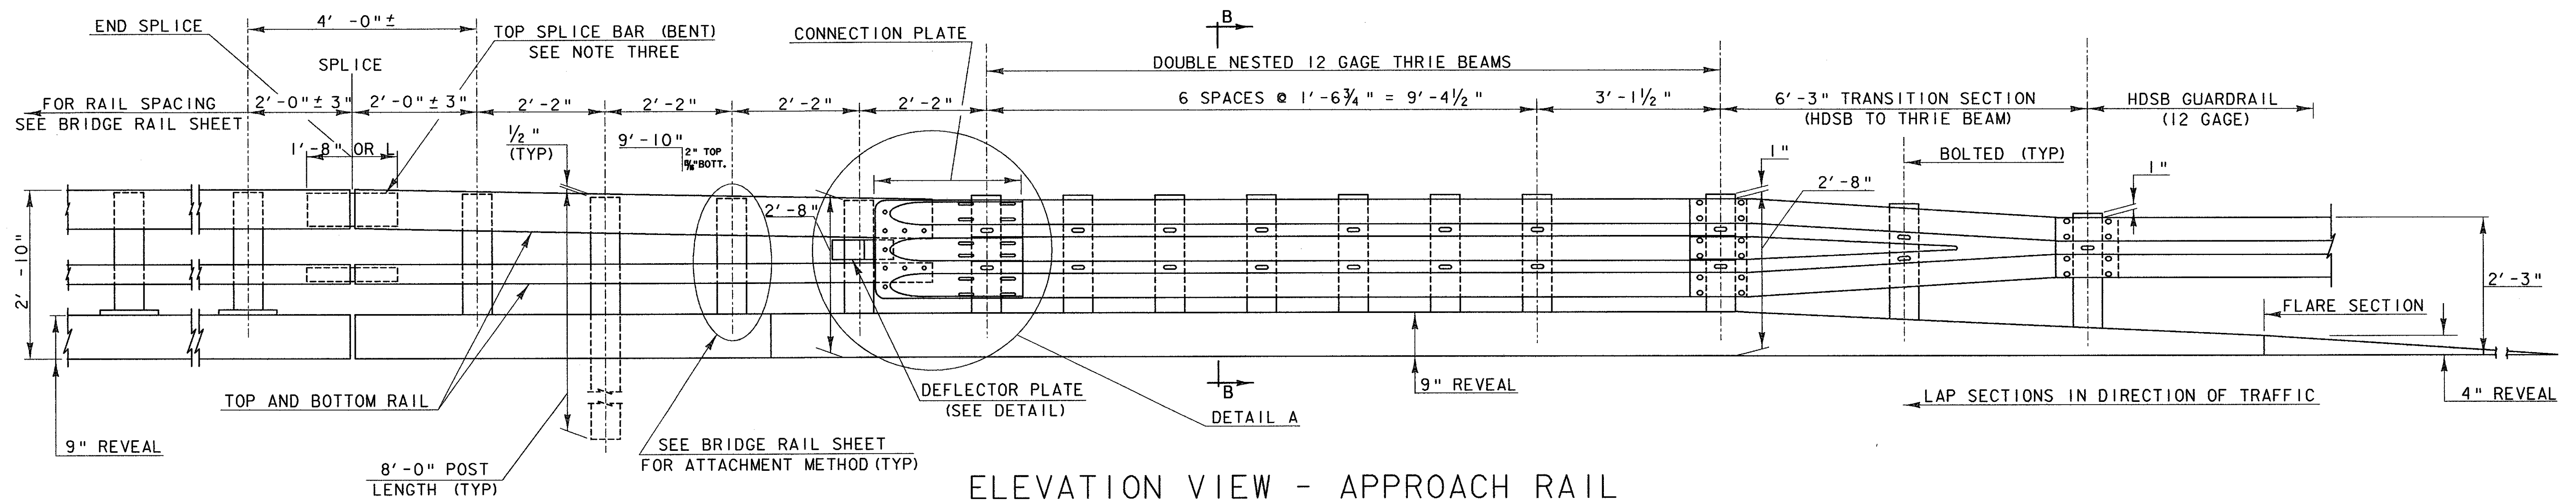 4' -0"±
END SPLICE
TOP SPLICE BAR (BENT)
SEE NOTE THREE
SPLICE
CONNECTION PLATE
B
DOUBLE NESTED 12 GAGE THRIE BEAMS
FOR RAIL SPACING
SEE BRIDGE RAIL SHEET
2'-0"± 3"
2'-0"± 3"
2'-2"
2'-2"
2'-2"
2'-2"
6 SPACES @ 1'-6¾" = 9'-4½"
3'-1½"
6'-3" TRANSITION SECTION
(HDSB TO THRIE BEAM)
HDSB GUARDRAIL
(12 GAGE)
1'-8" OR L
½"
(TYP)
9'-10"
2" TOP
BOTT.
1"
BOLTED (TYP)
1"
2'-8"
2'-8"
2'-10"
2'-3"
FLARE SECTION
TOP AND BOTTOM RAIL
DEFLECTOR PLATE
(SEE DETAIL)
B
9" REVEAL
DETAIL A
LAP SECTIONS IN DIRECTION OF TRAFFIC
4" REVEAL
9" REVEAL
8'-0" POST
LENGTH (TYP)
SEE BRIDGE RAIL SHEET
FOR ATTACHMENT METHOD (TYP)
ELEVATION VIEW - APPROACH RAIL